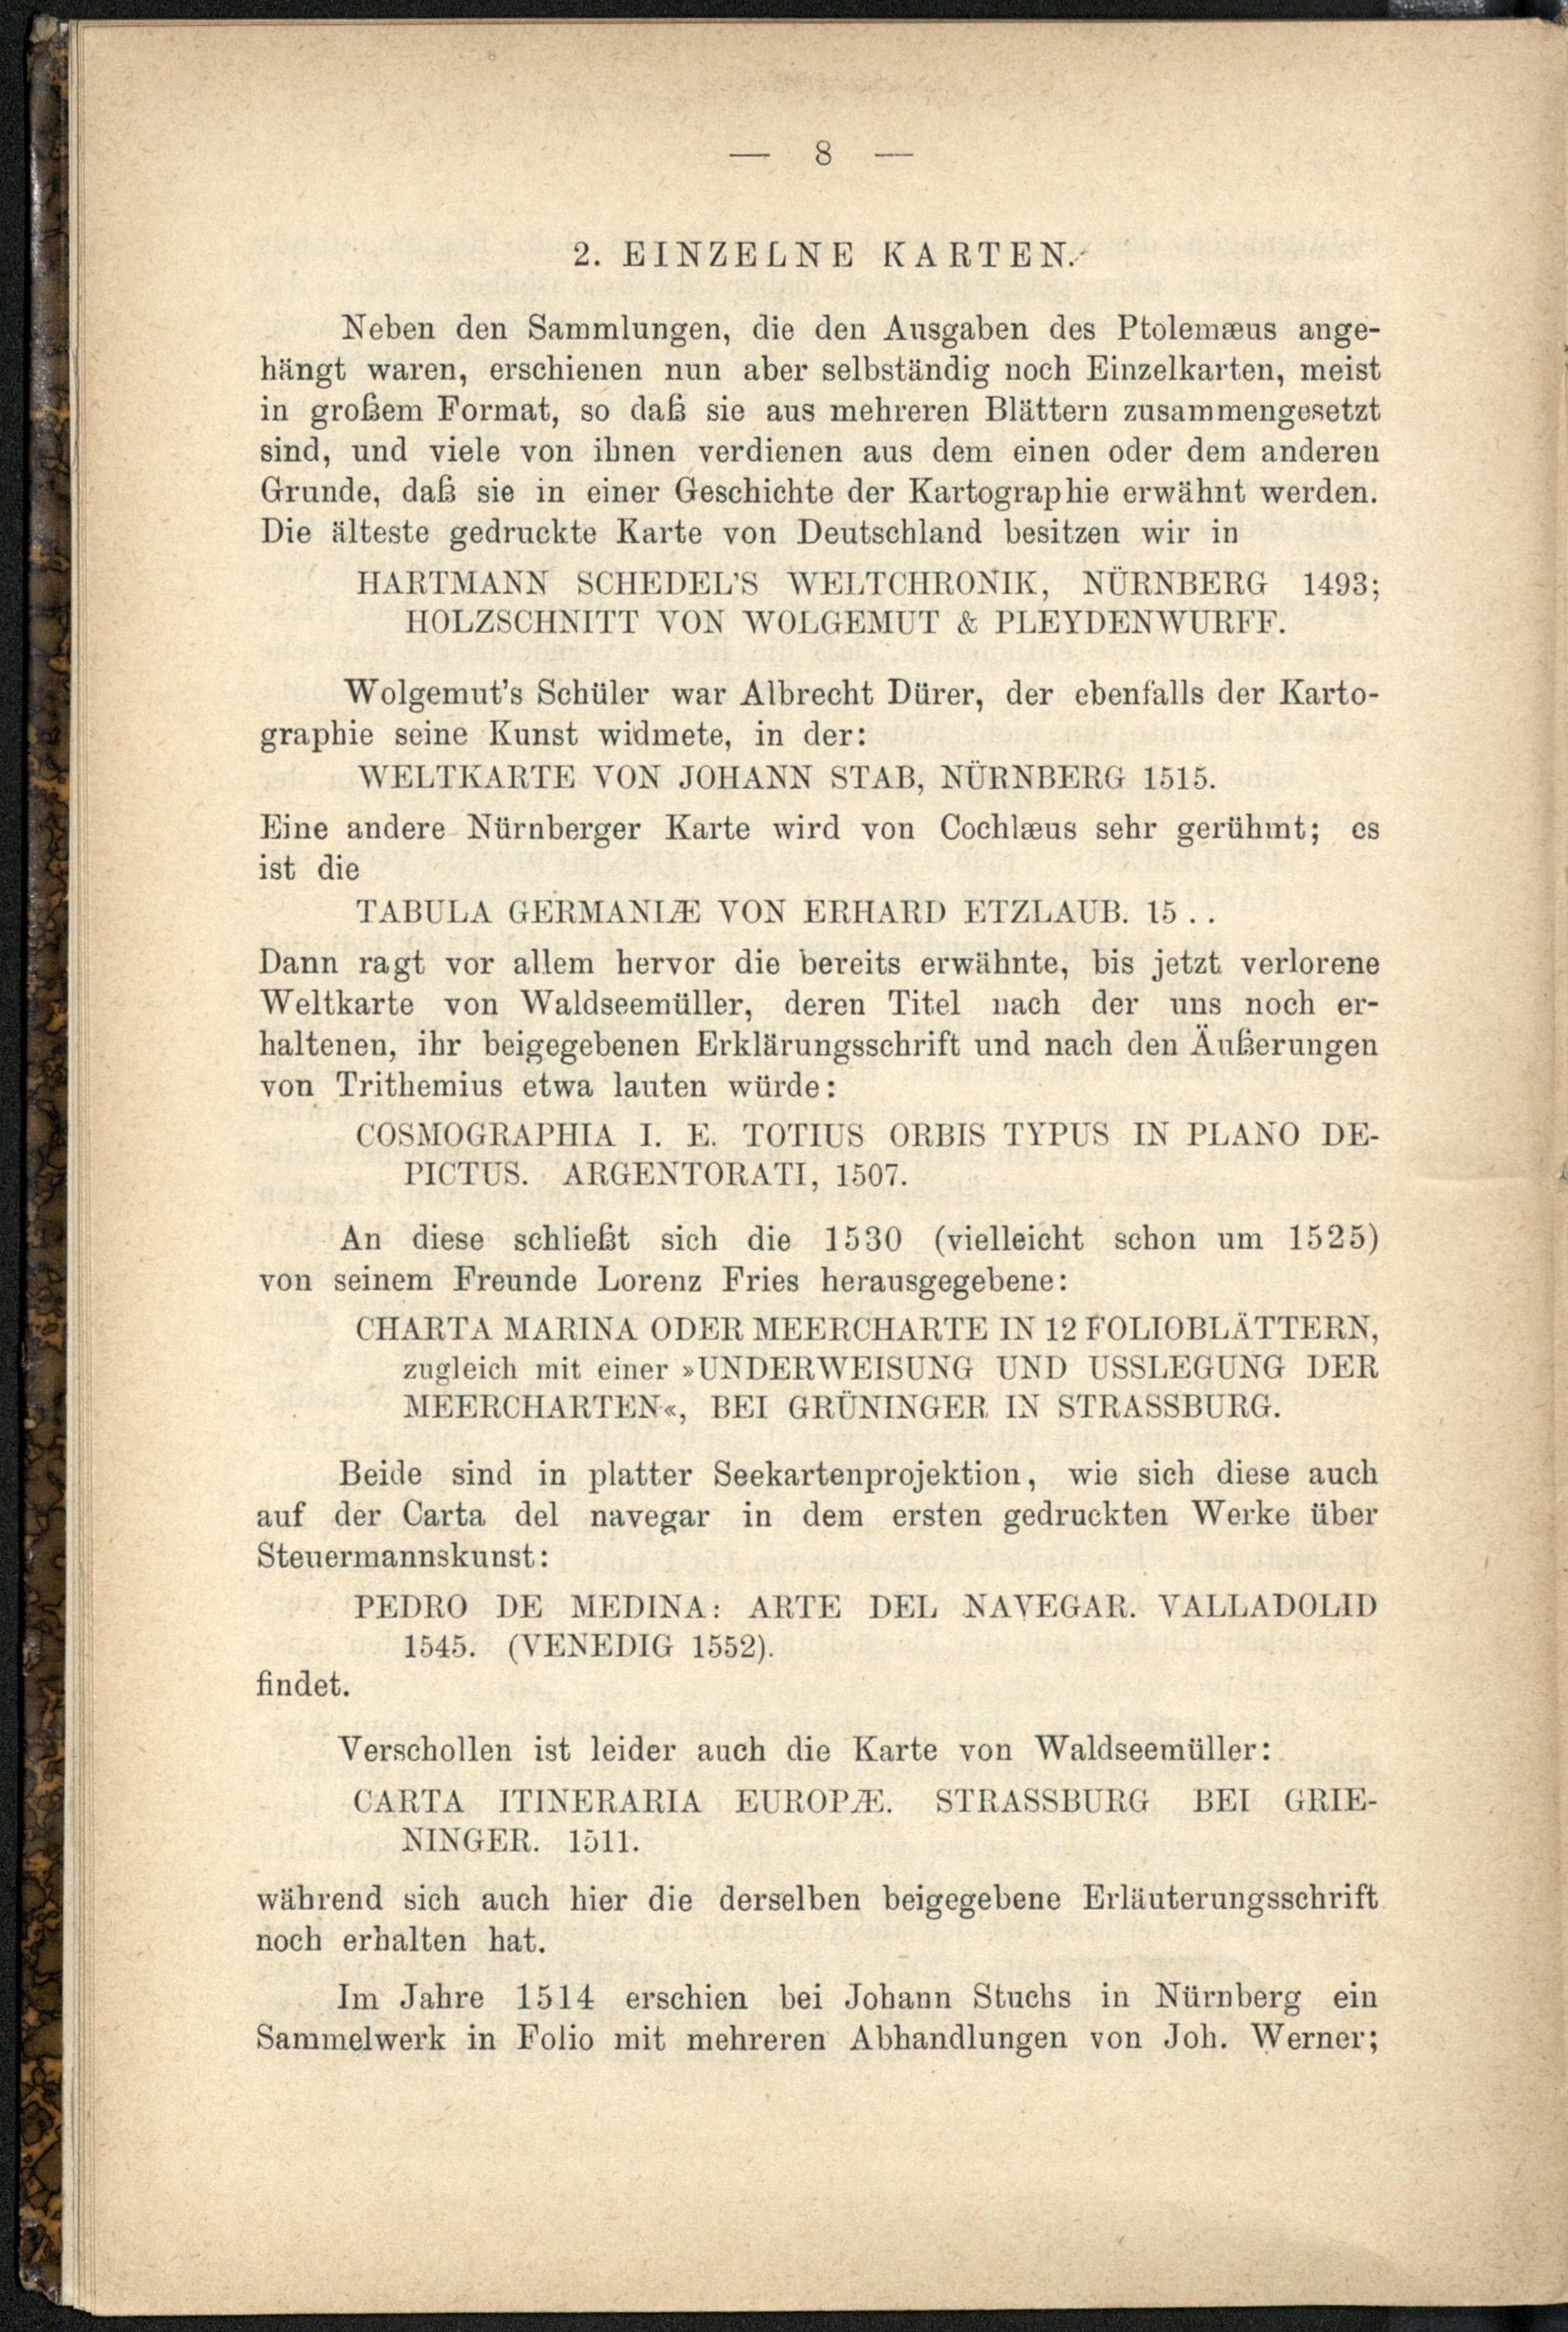 — 8 —
2. EINZELNE KARTEN.
Neben den Sammlungen, die den Ausgaben des Ptolemæus ange-
hängt waren, erschienen nun aber selbständig noch Einzelkarten, meist
in großem Format, so daß sie aus mehreren Blättern zusammengesetzt
sind, und viele von ihnen verdienen aus dem einen oder dem anderen
Grunde, daß sie in einer Geschichte der Kartographie erwähnt werden.
Die älteste gedruckte Karte von Deutschland besitzen wir in
HARTMANN SCHEDEL'S WELTCHRONIK, NÜRNBERG 1493;
HOLZSCHNITT VON WOLGEMUT & PLEYDENWURFF.
Wolgemut's Schüler war Albrecht Dürer, der ebenfalls der Karto-
graphie seine Kunst widmete, in der:
WELTKARTE VON JOHANN STAB, NÜRNBERG 1515.
Eine andere Nürnberger Karte wird von Cochlæus sehr gerühmt; es
ist die
TABULA GERMANIÆ VON ERHARD ETZLAUB. 15 . .
Dann ragt vor allem hervor die bereits erwähnte, bis jetzt verlorene
Weltkarte von Waldseemüller, deren Titel nach der uns noch er-
haltenen, ihr beigegebenen Erklärungsschrift und nach den Äußerungen
von Trithemius etwa lauten würde:
COSMOGRAPHIA I. E. TOTIUS ORBIS TYPUS IN PLANO DE-
PICTUS. ARGENTORATI, 1507.
An diese schließt sich die 1530 (vielleicht schon um 1525)
von seinem Freunde Lorenz Fries herausgegebene:
CHARTA MARINA ODER MEERCHARTE IN 12 FOLIOBLÄTTERN,
zugleich mit einer »UNDERWEISUNG UND USSLEGUNG DER
MEERCHARTEN«, BEI GRÜNINGER IN STRASSBURG.
Beide sind in platter Seekartenprojektion, wie sich diese auch
auf der Carta del navegar in dem ersten gedruckten Werke über
Steuermannskunst:
PEDRO DE MEDINA: ARTE DEL NAVEGAR. VALLADOLID
1545. (VENEDIG 1552).
findet.
Verschollen ist leider auch die Karte von Waldseemüller:
CARTA ITINERARIA EUROPÆ. STRASSBURG BEI GRIE-
NINGER. 1511.
während sich auch hier die derselben beigegebene Erläuterungsschrift
noch erhalten hat.
Im Jahre 1514 erschien bei Johann Stuchs in Nürnberg ein
Sammelwerk in Folio mit mehreren Abhandlungen von Joh. Werner;